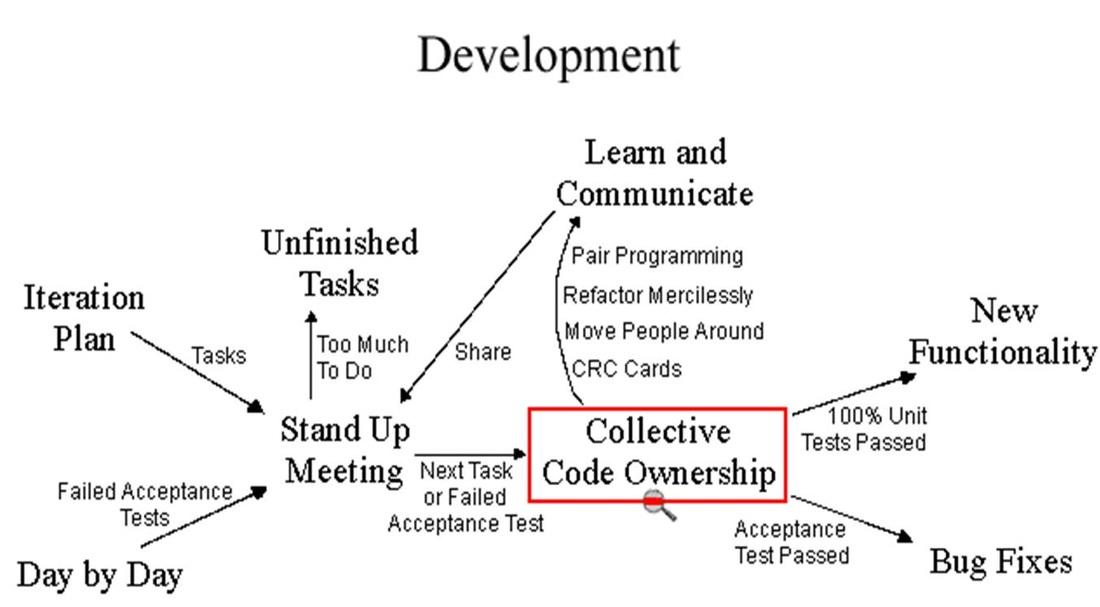 Development
Learn and
Communicate
Unfinished
Tasks
Iteration
Plan
Tasks
Too Much
To Do
Share
Pair Programming
Refactor Mercilessly
Move People Around
CRC Cards
New
Functionality
100% Unit
Tests Passed
Stand Up
Meeting
Next Task
or Failed
Acceptance Test
Collective
Code Ownership
Failed Acceptance
Tests
Day by Day
Acceptance
Test Passed
Bug Fixes